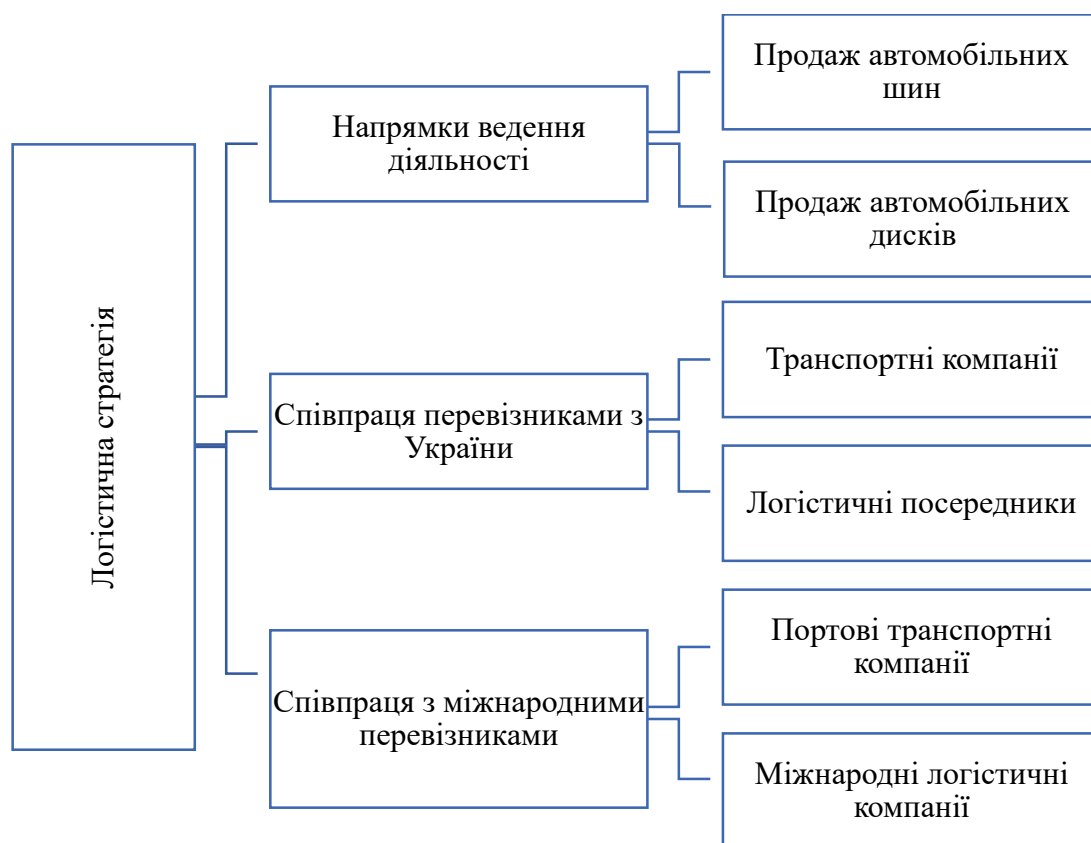 Логістична стратегія
Напрямки ведення
діяльності
Продаж автомобільних
шин
Продаж автомобільних
дисків
Співпраця перевізниками з
України
Транспортні компанії
Логістичні посередники
Співпраця з міжнародними
перевізниками
Портові транспортні
компанії
Міжнародні логістичні
компанії